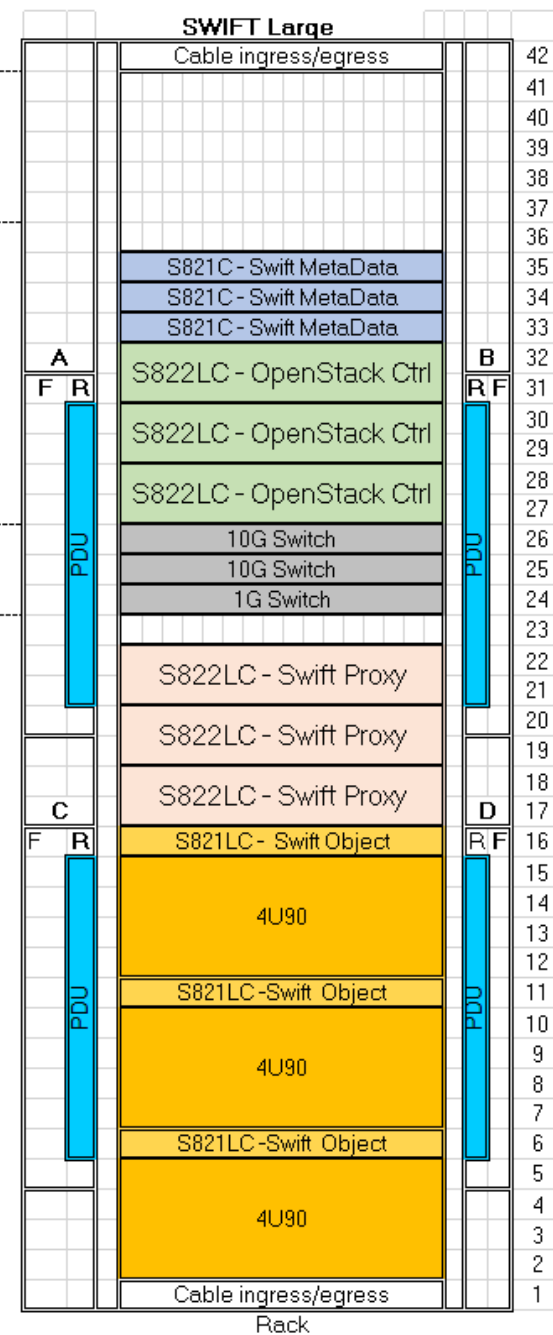 SWIFT Large
Cable ingress/egress 42
41
40
39
38
37
36
S821C - Swift MetaData 35
S821C - Swift MetaData 34
S821C - Swift MetaData 33
A S822LC - OpenStack Ctrl B 32
F R R F 31
S822LC - OpenStack Ctrl 30
29
S822LC - OpenStack Ctrl 28
27
PDU 10G Switch PDU 26
10G Switch 25
1G Switch 24
23
S822LC - Swift Proxy 22
21
S822LC - Swift Proxy 20
19
S822LC - Swift Proxy 18
C D 17
F R S821LC - Swift Object R F 16
15
4U90 14
13
12
PDU S821LC -Swift Object PDU 11
10
4U90 9
8
7
S821LC -Swift Object 6
5
4U90 4
3
2
Cable ingress/egress 1
Rack